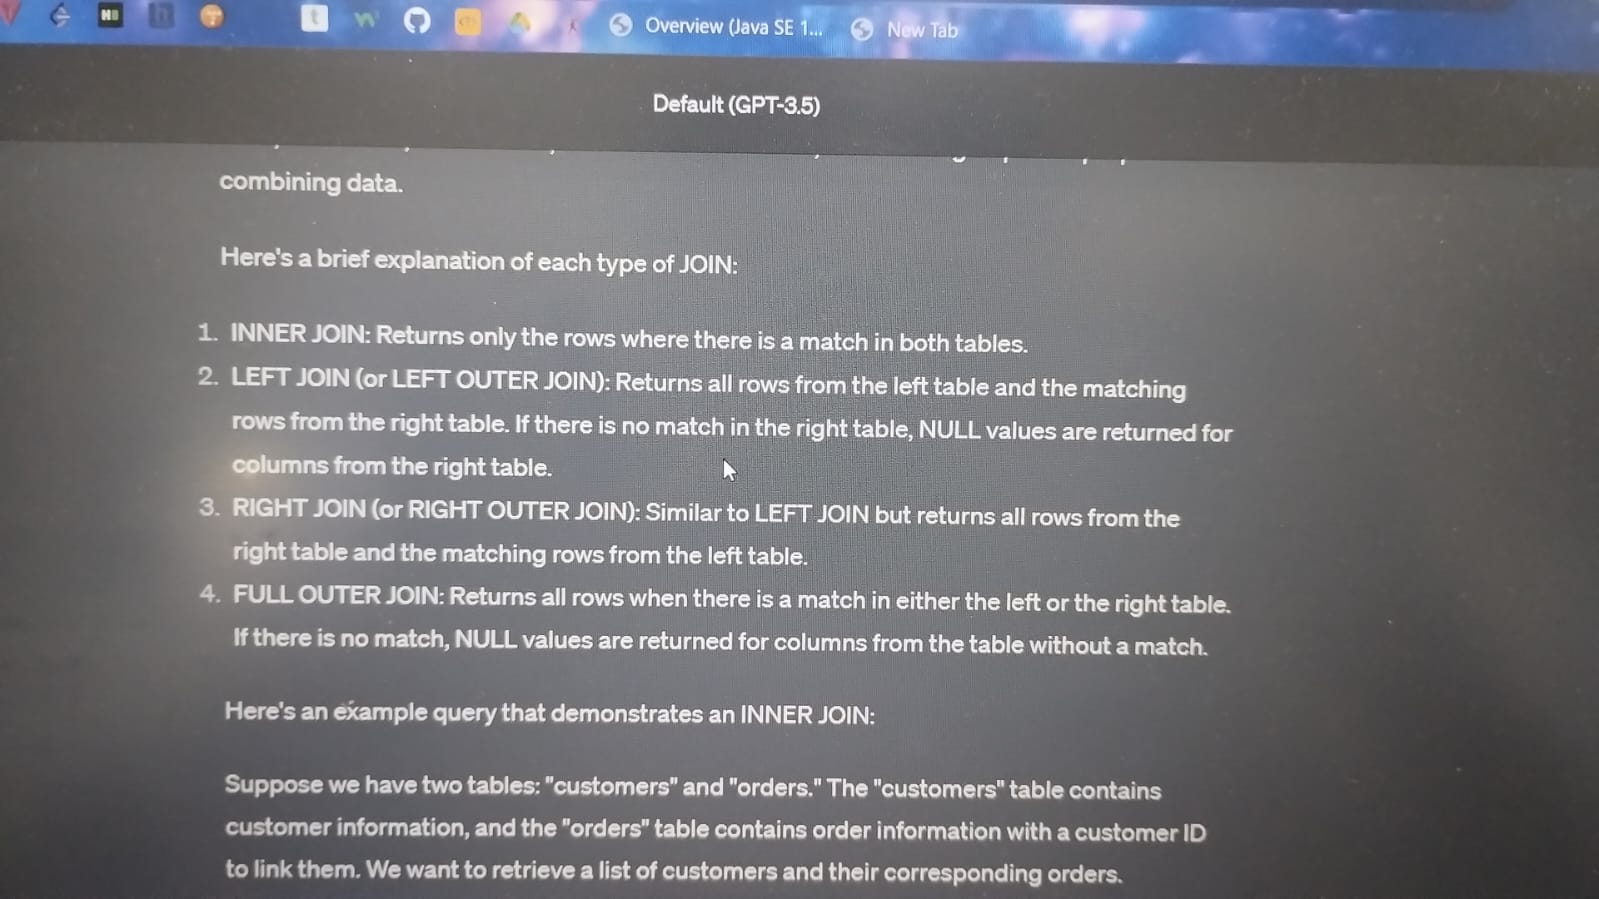 Overview (Java SE 1...
New Tab
Default (GPT-3.5)
combining data.
Here's a brief explanation of each type of JOIN:
1. INNER JOIN: Returns only the rows where there is a match in both tables.
2. LEFT JOIN (or LEFT OUTER JOIN): Returns all rows from the left table and the matching
rows from the right table. If there is no match in the right table, NULL values are returned for
columns from the right table.
3. RIGHT JOIN (or RIGHT OUTER JOIN): Similar to LEFT JOIN but returns all rows from the
right table and the matching rows from the left table.
4. FULL OUTER JOIN: Returns all rows when there is a match in either the left or the right table.
If there is no match, NULL values are returned for columns from the table without a match.
Here's an example query that demonstrates an INNER JOIN:
Suppose we have two tables: "customers" and "orders." The "customers" table contains
customer information, and the "orders" table contains order information with a customer ID
to link them. We want to retrieve a list of customers and their corresponding orders.